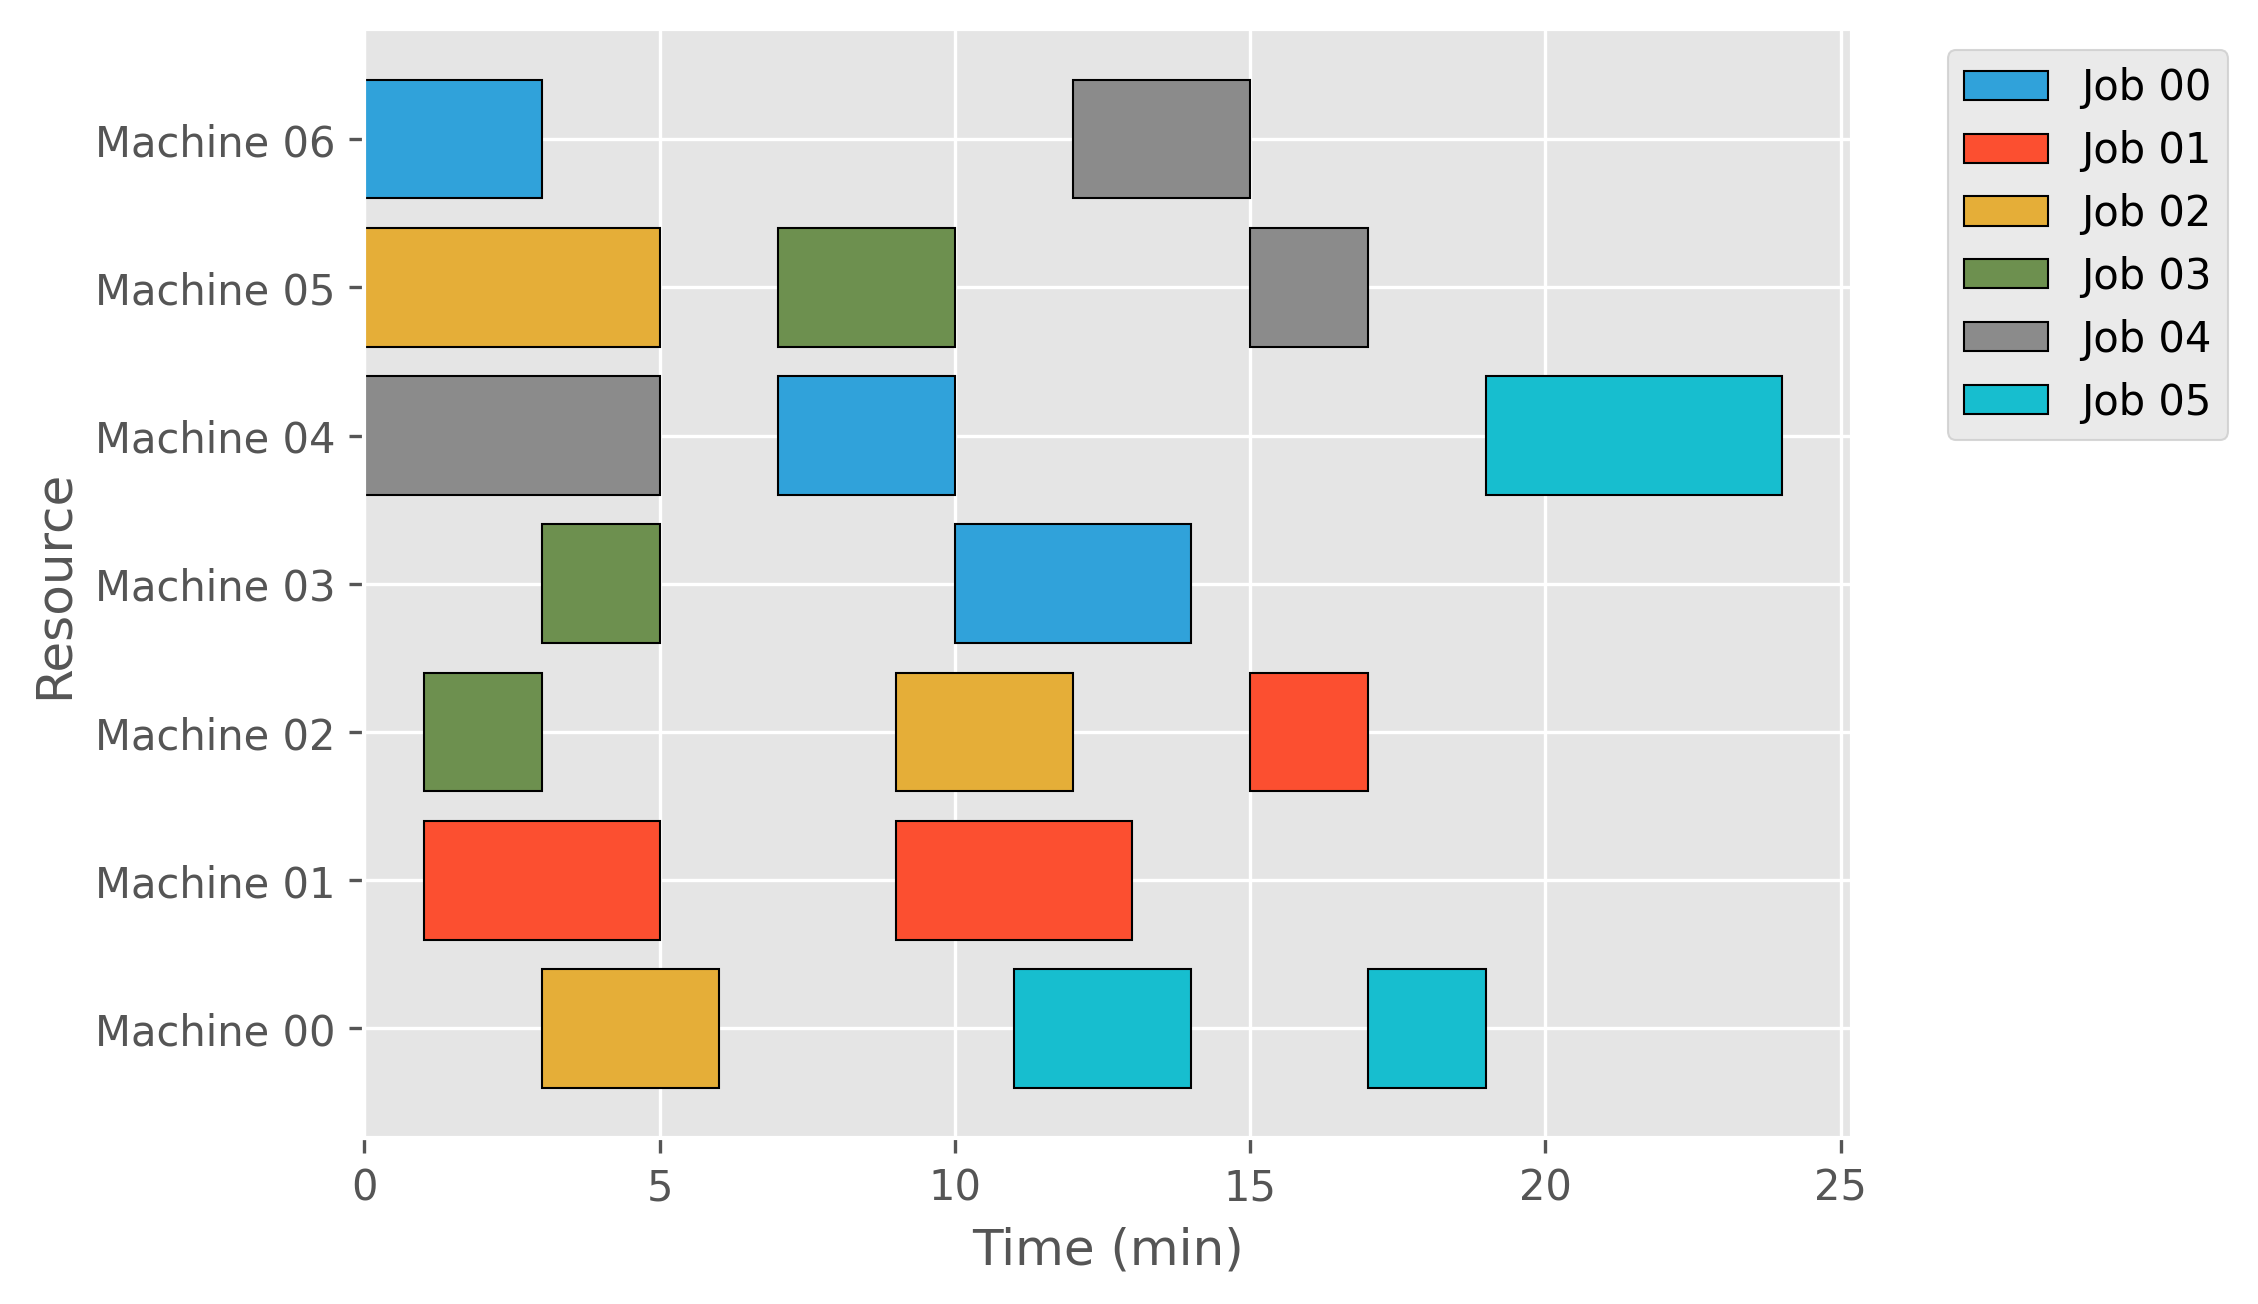 Machine 06
Machine 05
Machine 04
Machine 03
Machine 02
Machine 01
Machine 00
Resource
0 5 10 15 20 25
Time (min)
Job 00
Job 01
Job 02
Job 03
Job 04
Job 05